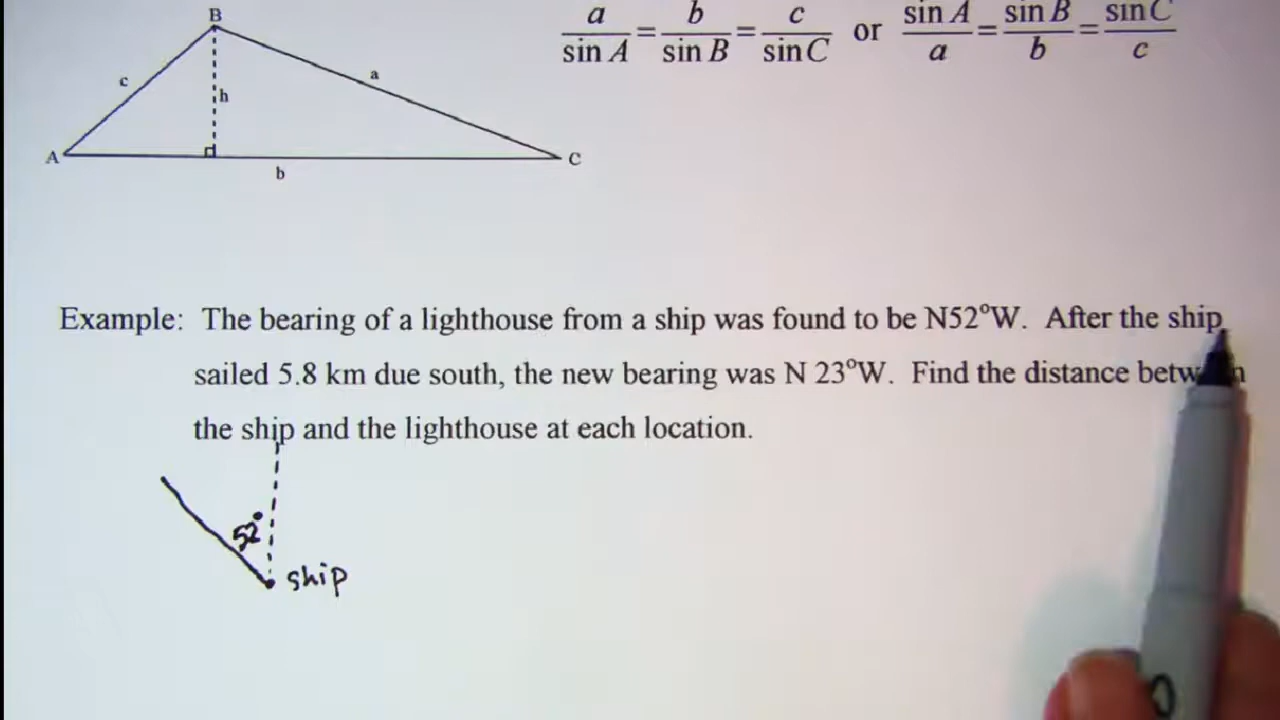 B
a/sin A = b/sin B = c/sin C or sin A/a = sin B/b = sin C/c
c
a
h
A
C
b
Example: The bearing of a lighthouse from a ship was found to be N52°W. After the ship
sailed 5.8 km due south, the new bearing was N 23°W. Find the distance
the ship and the lighthouse at each location.
52°
ship